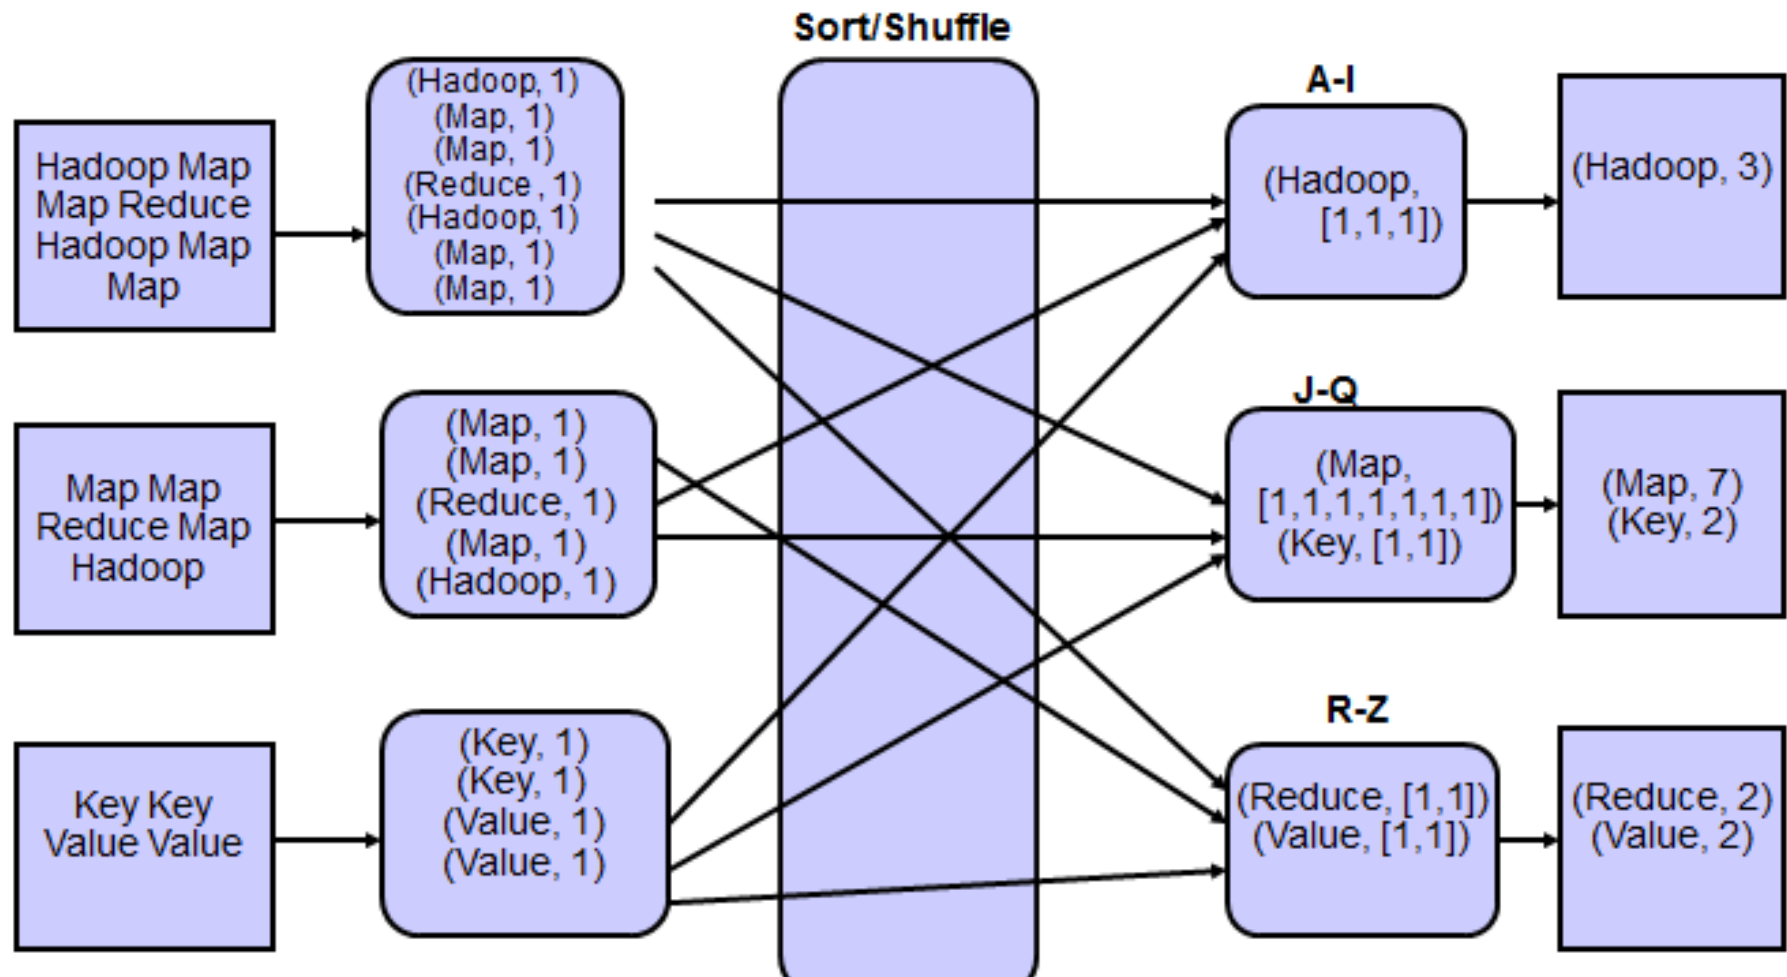 Sort/Shuffle
Hadoop Map
Map Reduce
Hadoop Map
Map
(Hadoop, 1)
(Map, 1)
(Map, 1)
(Reduce , 1)
(Hadoop, 1)
(Map, 1)
(Map, 1)
A-I
(Hadoop,
[1,1,1])
(Hadoop, 3)
Map Map
Reduce Map
Hadoop
(Map, 1)
(Map, 1)
(Reduce, 1)
(Map, 1)
(Hadoop, 1)
J-Q
(Map,
[1,1,1,1,1,1,1])
(Key, [1,1])
(Map, 7)
(Key, 2)
Key Key
Value Value
(Key, 1)
(Key, 1)
(Value, 1)
(Value, 1)
R-Z
(Reduce, [1,1])
(Value, [1,1])
(Reduce, 2)
(Value, 2)